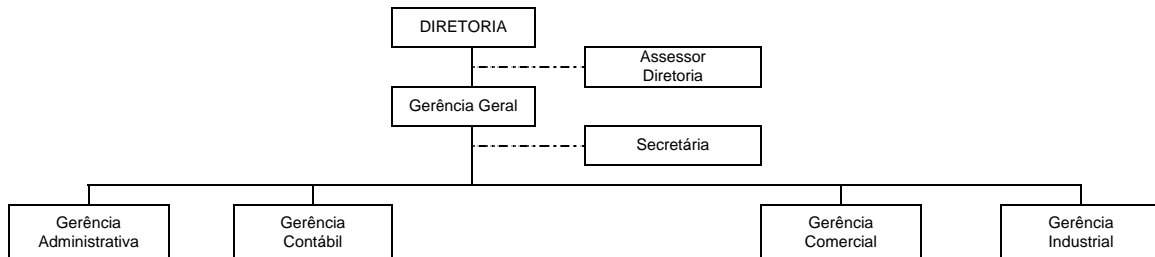 DIRETORIA
Assessor
Diretoria
Gerência Geral
Secretária
Gerência
Administrativa
Gerência
Contábil
Gerência
Comercial
Gerência
Industrial